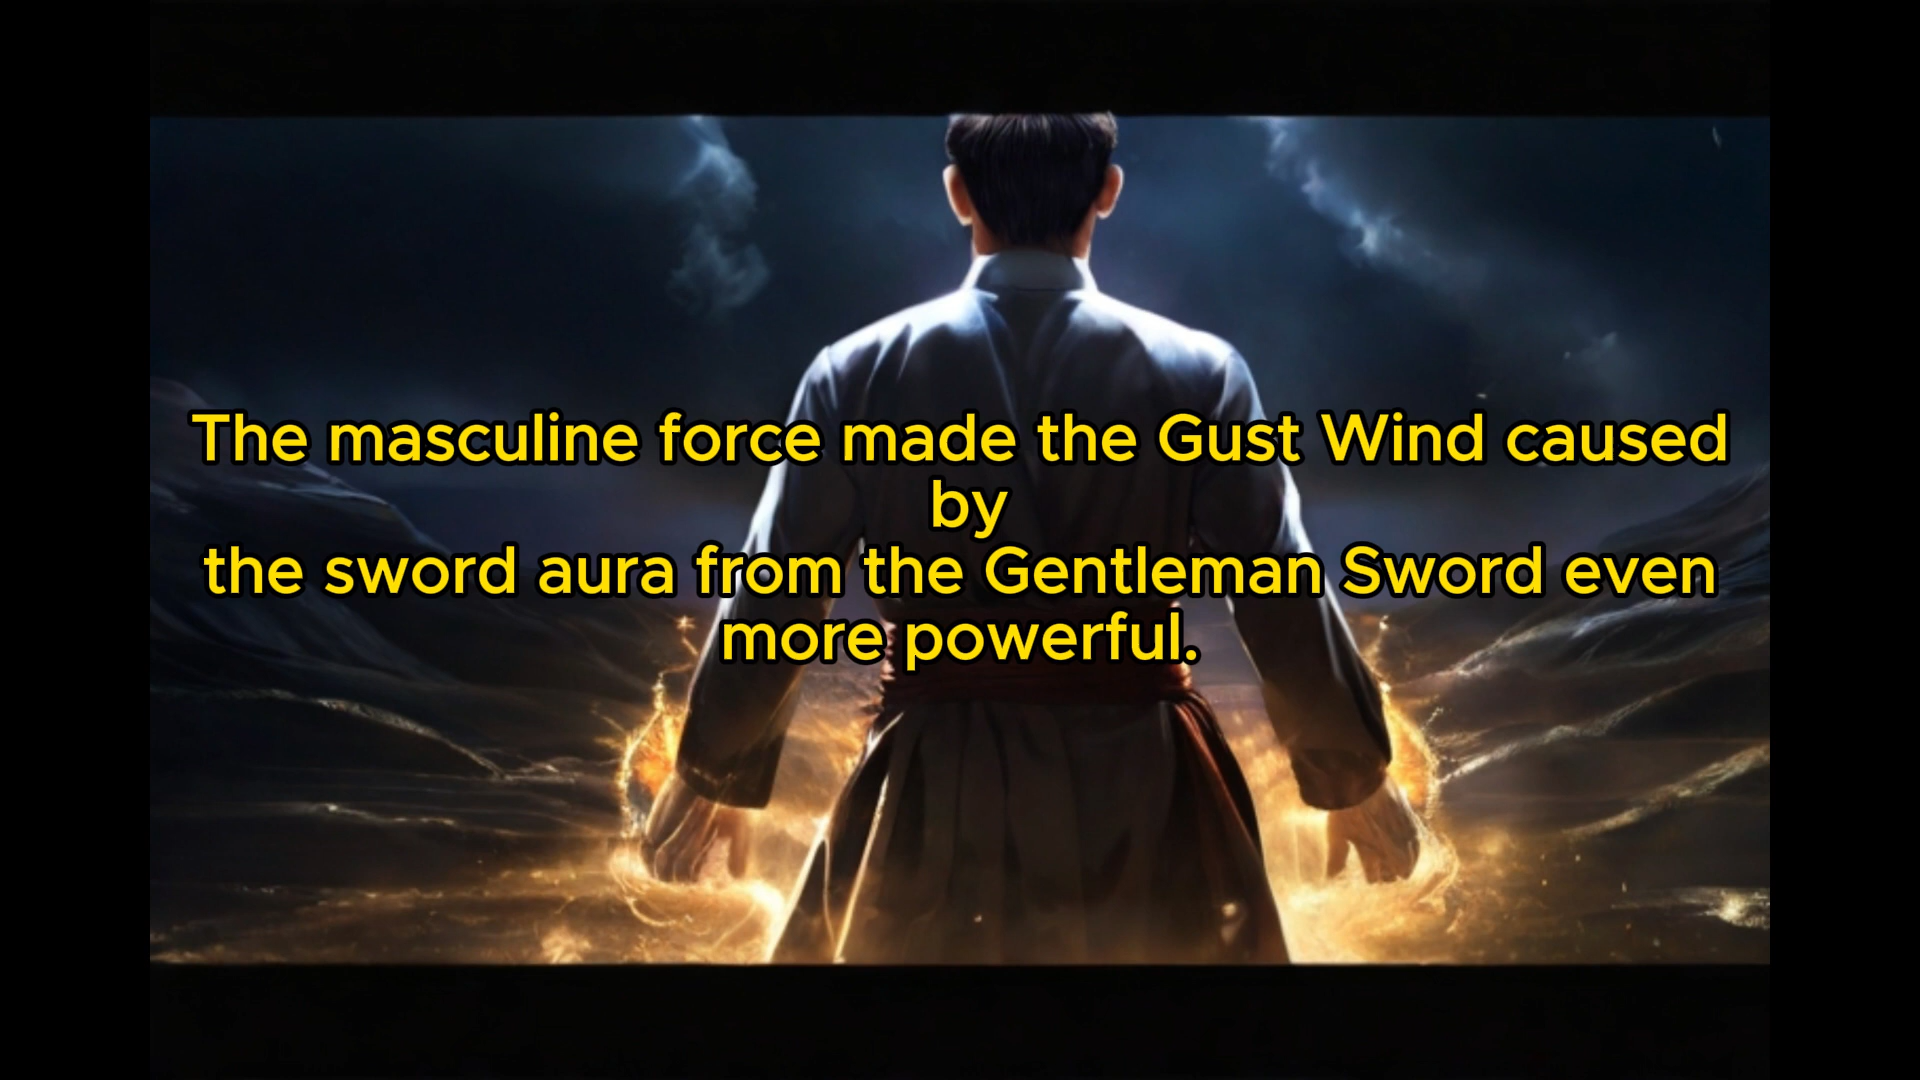 The masculine force made the Gust Wind caused
by
the sword aura from the Gentleman Sword even
more powerful.